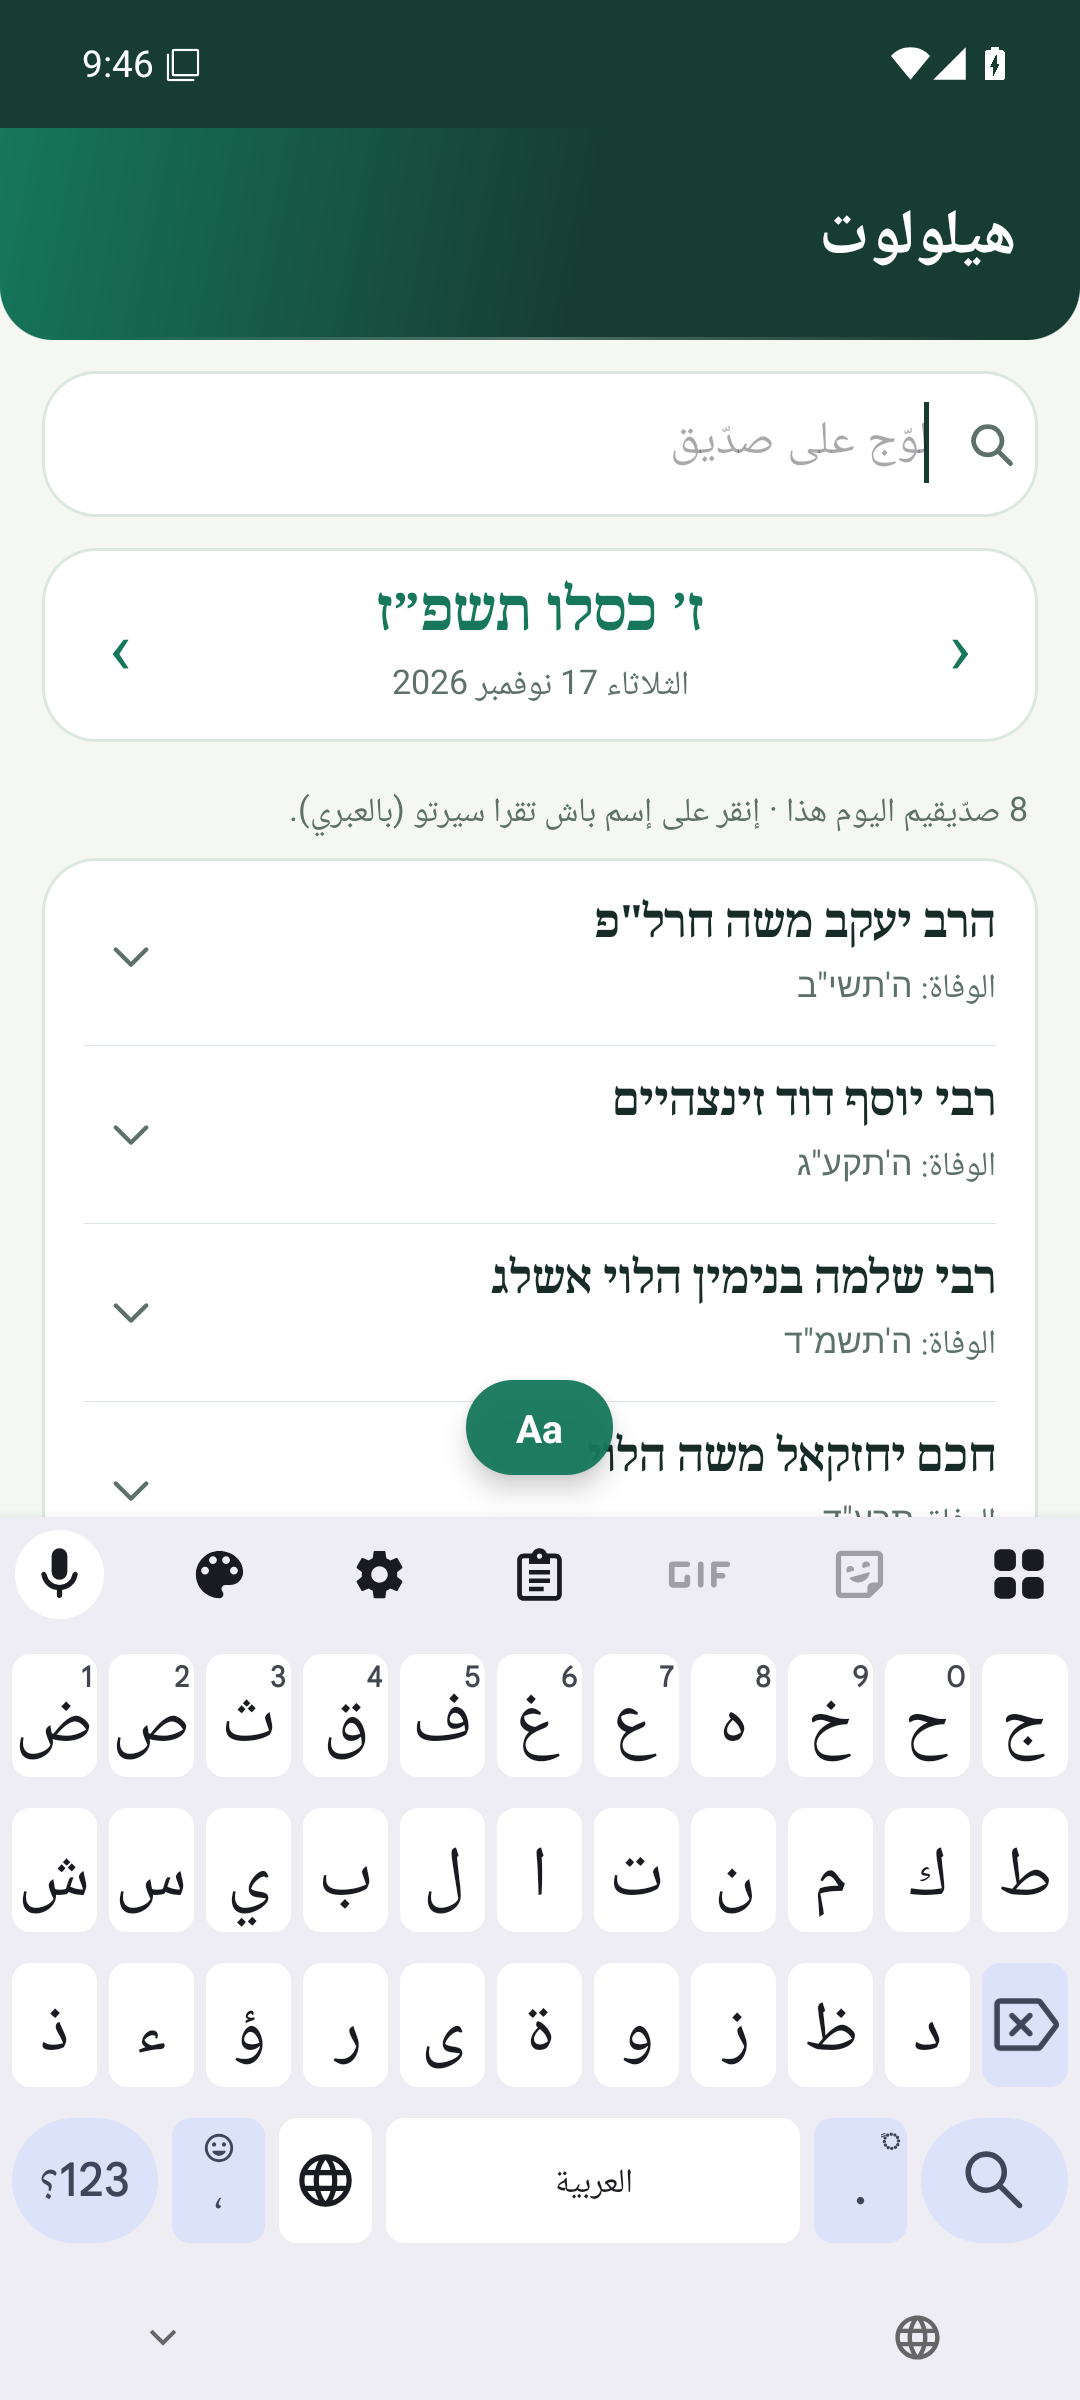 9:46
هيلولوت
لوّج على صدّيق
ז׳ כסלו תשפ״ז
الثلاثاء 17 نوفمبر 2026
8 صدّيقيم اليوم هذا · إنقر على إسم باش تقرا سيرتو (بالعبري).
הרב יעקב משה חרל"פ
الوفاة: ה'תשי"ב
רבי יוסף דוד זינצהיים
الوفاة: ה'תקע"ג
רבי שלמה בנימין הלוי אשלג
الوفاة: ה'תשמ"ד
חכם יחזקאל משה הלוי
Aa
GIF
1 2 3 4 5 6 7 8 9 0
ض ص ث ق ف غ ع ه خ ح ج
ش س ي ب ل ا ت ن م ك ط
ذ ء ؤ ر ى ة و ز ظ د
؟123 ، العربية .